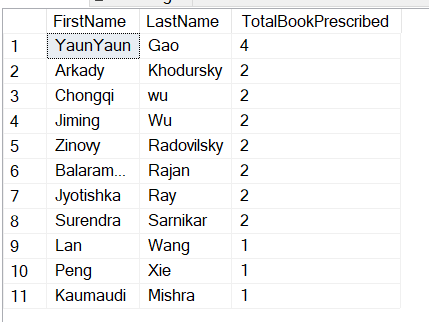 FirstName LastName TotalBookPrescribed
1 YaunYaun Gao 4
2 Arkady Khodursky 2
3 Chongqi wu 2
4 Jiming Wu 2
5 Zinovy Radovilsky 2
6 Balaram... Rajan 2
7 Jyotishka Ray 2
8 Surendra Sarnikar 2
9 Lan Wang 1
10 Peng Xie 1
11 Kaumaudi Mishra 1